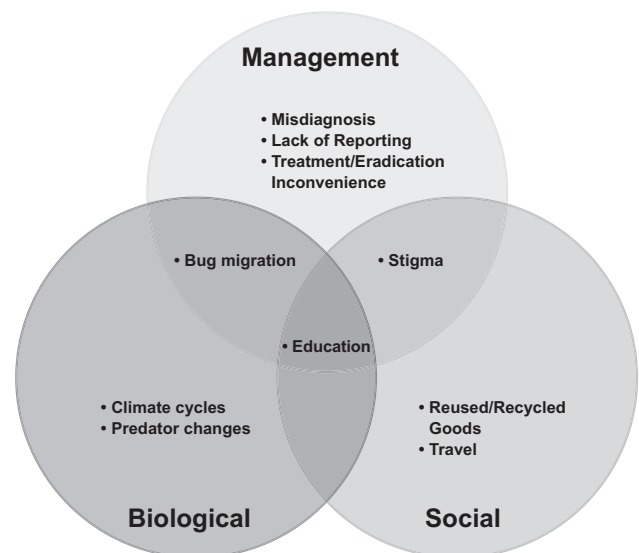 Management
• Misdiagnosis
• Lack of Reporting
• Treatment/Eradication
Inconvenience
• Bug migration
• Stigma
• Education
• Climate cycles
• Predator changes
• Reused/Recycled
Goods
• Travel
Biological
Social